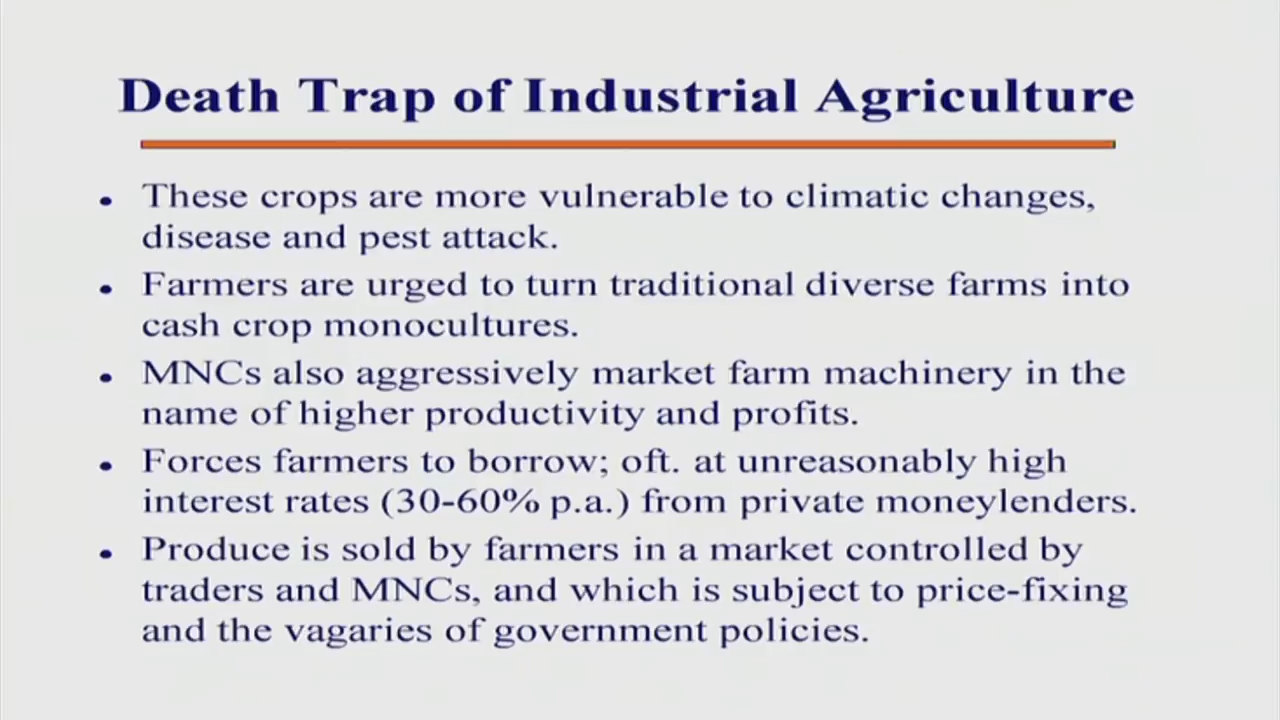 Death Trap of Industrial Agriculture
• These crops are more vulnerable to climatic changes,
disease and pest attack.
• Farmers are urged to turn traditional diverse farms into
cash crop monocultures.
• MNCs also aggressively market farm machinery in the
name of higher productivity and profits.
• Forces farmers to borrow; oft. at unreasonably high
interest rates (30-60% p.a.) from private moneylenders.
• Produce is sold by farmers in a market controlled by
traders and MNCs, and which is subject to price-fixing
and the vagaries of government policies.